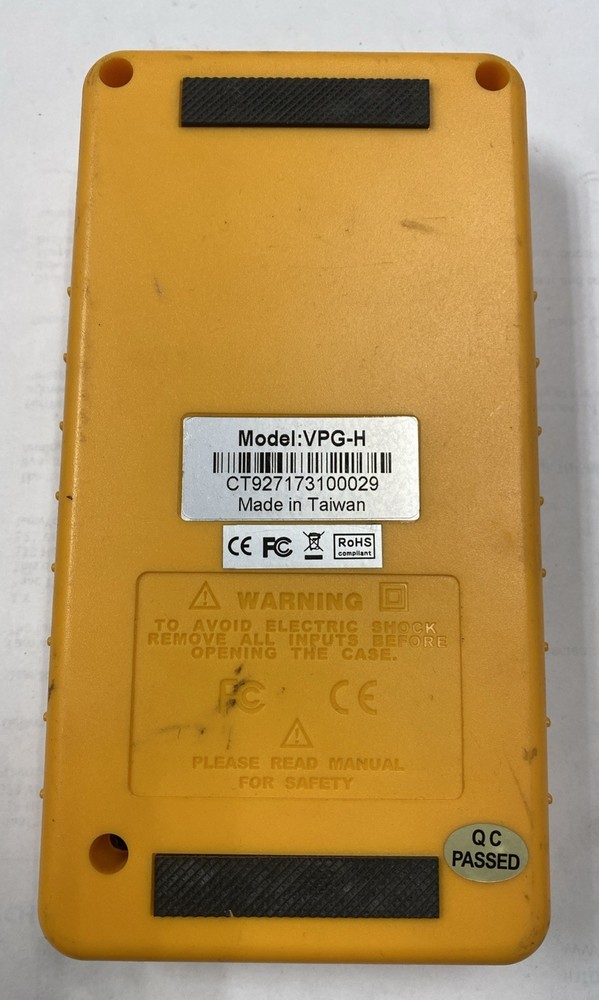 Model:VPG-H
CT927173100029
Made in Taiwan
CE FC RoHS
compliant
WARNING
TO AVOID ELECTRIC SHOCK
REMOVE ALL INPUTS BEFORE
OPENING THE CASE.
FC CE
PLEASE READ MANUAL
FOR SAFETY
QC
PASSED